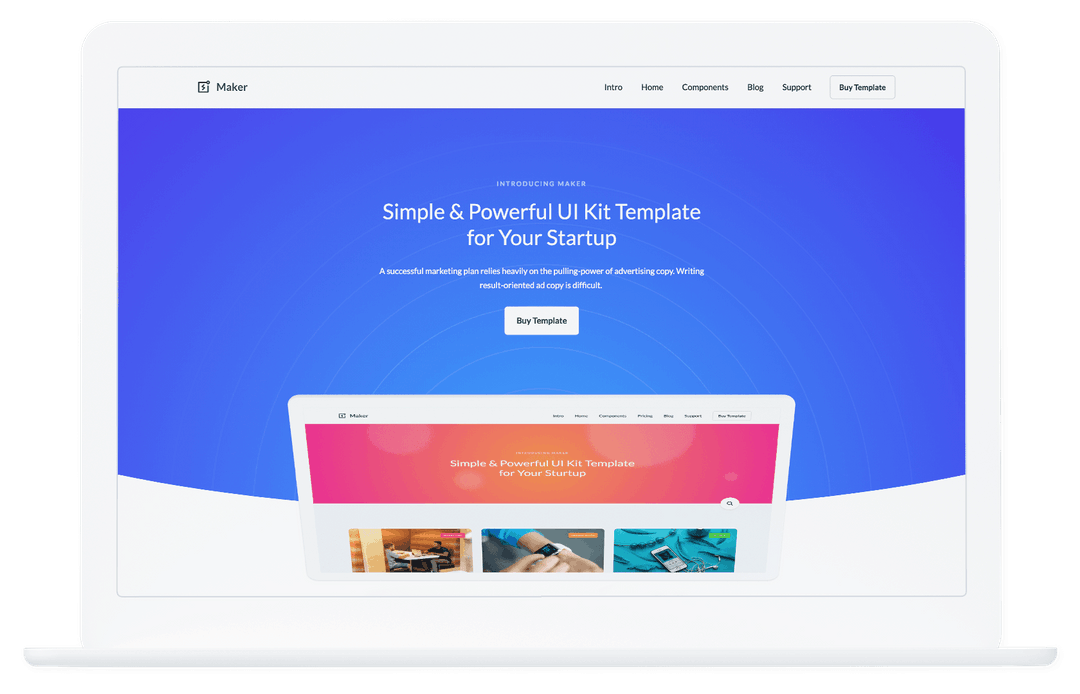 Maker
Intro Home Components Blog Support Buy Template
INTRODUCING MAKER
Simple & Powerful UI Kit Template
for Your Startup
A successful marketing plan relies heavily on the pulling-power of advertising copy. Writing
result-oriented ad copy is difficult.
Buy Template
Maker
Intro Home Components Pricing Blog Support Buy Template
INTRODUCING MAKER
Simple & Powerful UI Kit Template
for Your Sturtup